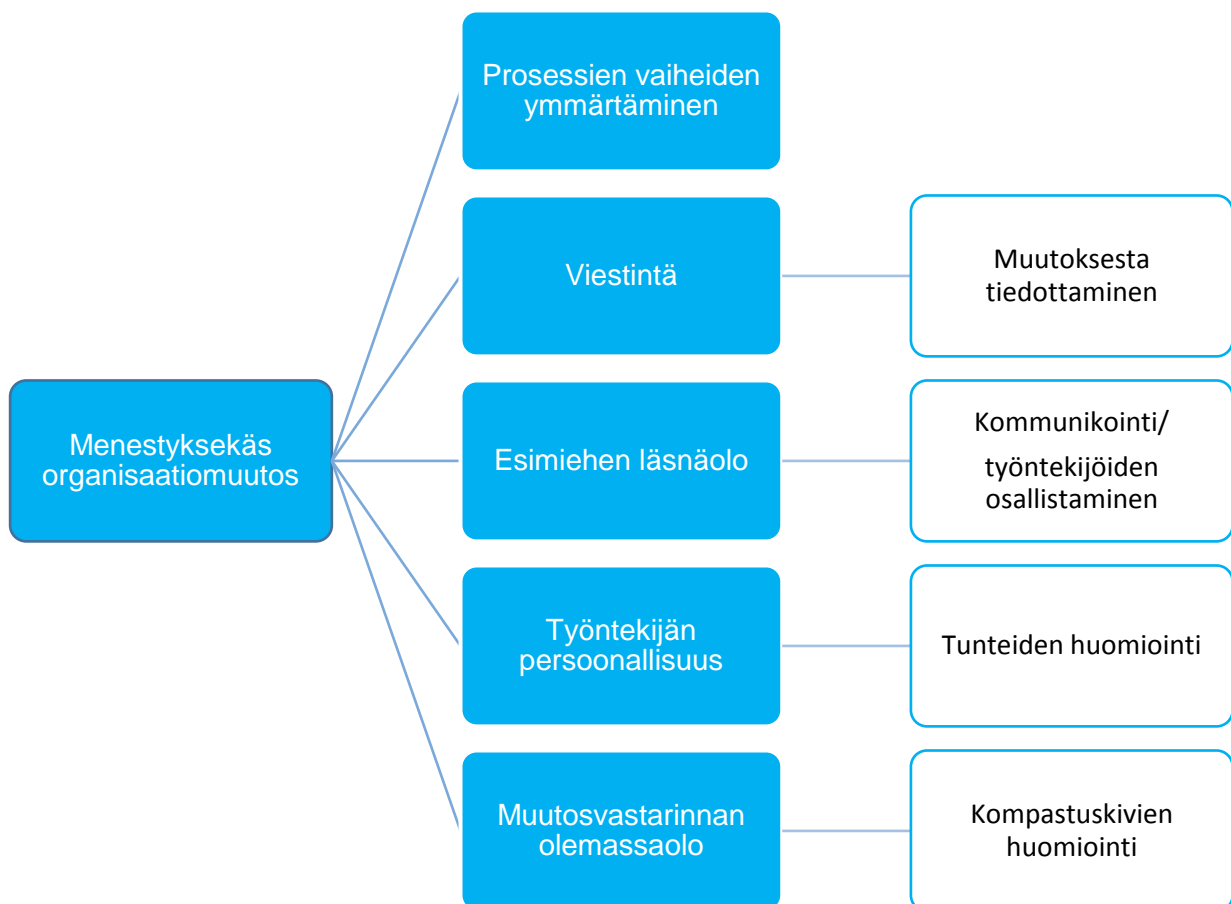 Prosessien vaiheiden
ymmärtäminen
Viestintä
Muutoksesta
tiedottaminen
Menestyksekäs
organisaatiomuutos
Esimiehen läsnäolo
Kommunikointi/
työntekijöiden
osallistaminen
Työntekijän
persoonallisuus
Tunteiden huomiointi
Muutosvastarinnan
olemassaolo
Kompastuskivien
huomiointi